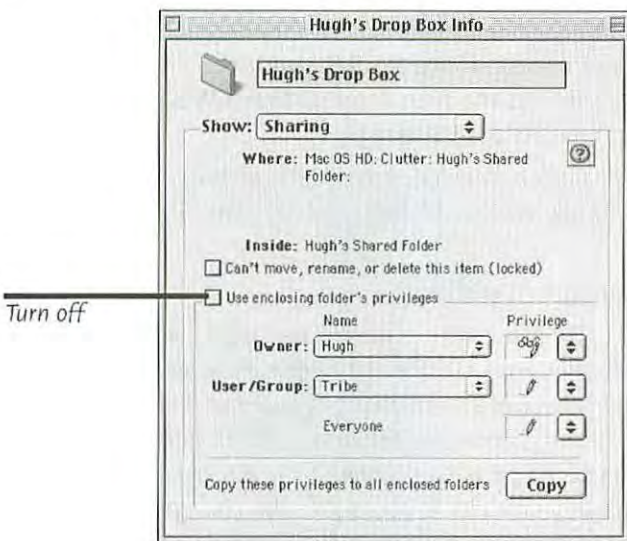 Hugh's Drop Box Info
Hugh's Drop Box
Show: Sharing
Where: Mac OS HD: Clutter: Hugh's Shared
Folder:
Inside: Hugh's Shared Folder
Can't move, rename, or delete this item (locked)
Turn off
Use enclosing folder's privileges
Name Privilege
Owner: Hugh
User/Group: Tribe
Everyone
Copy these privileges to all enclosed folders Copy